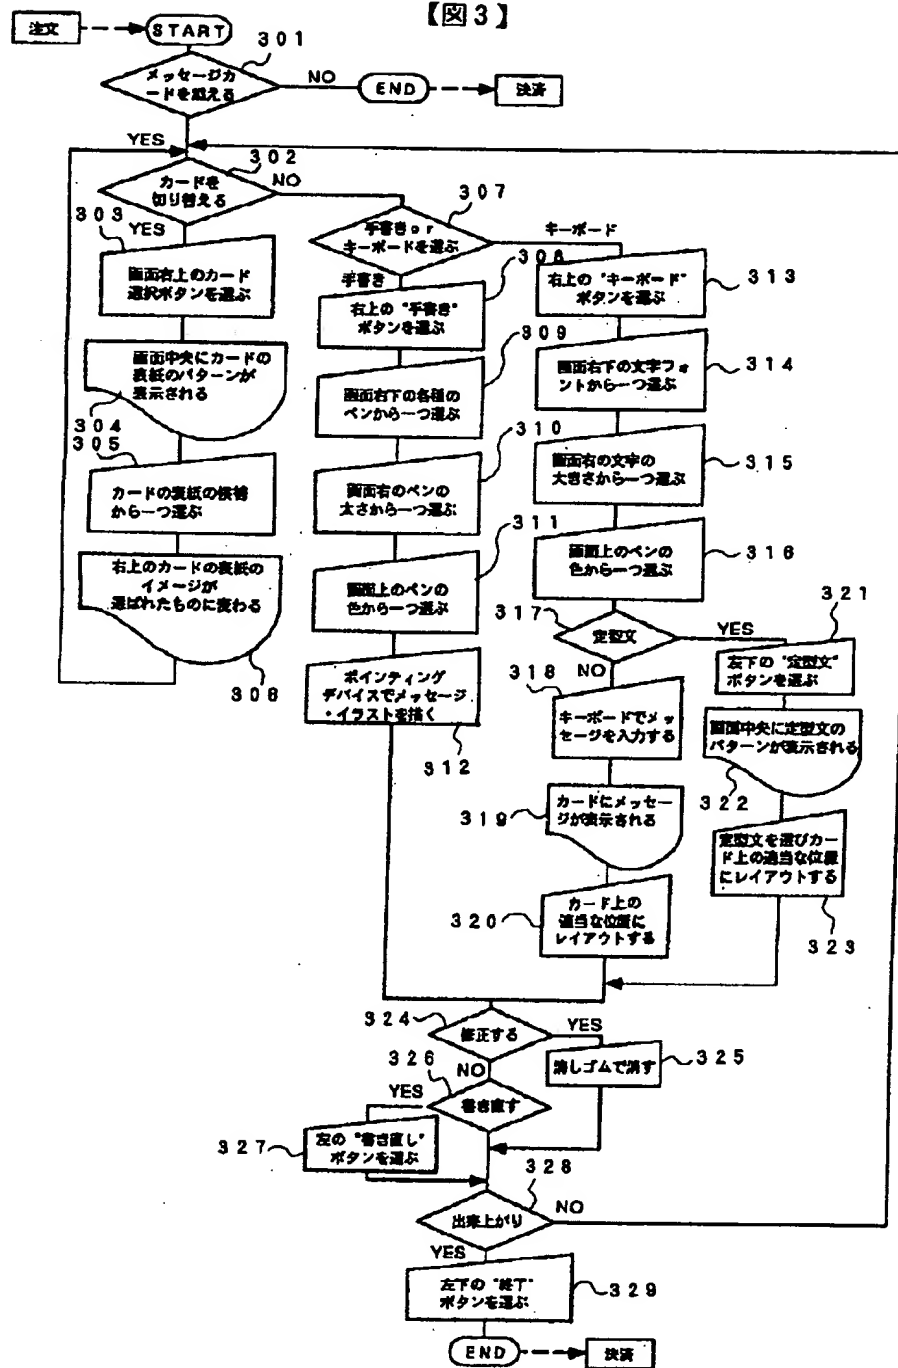 【図3】
注文
START
301
メッセージカ
ードを添える
NO
END
決済
YES
302
カードを
切り替える
NO
303
YES
画面右上のカード
選択ボタンを選ぶ
画面中央にカードの
表紙のパターンが
表示される
304
305
カードの表紙の候補
から一つ選ぶ
右上のカードの表紙の
イメージが
選ばれたものに変わる
306
307
手書きor
キーボードを選ぶ
キーボード
手書き
308
右上の"手書き"
ボタンを選ぶ
309
画面右下の各種の
ペンから一つ選ぶ
310
画面右のペンの
太さから一つ選ぶ
311
画面上のペンの
色から一つ選ぶ
ポインティング
デバイスでメッセージ
・イラストを描く
312
右上の"キーボード"
ボタンを選ぶ
313
画面右下の文字フォ
ントから一つ選ぶ
314
画面右の文字の
大きさから一つ選ぶ
315
画面上のペンの
色から一つ選ぶ
316
317
定型文
YES
321
NO
318
キーボードでメッ
セージを入力する
319
カードにメッセー
ジが表示される
320
カード上の
適当な位置に
レイアウトする
左下の"定型文"
ボタンを選ぶ
画面中央に定型文の
パターンが表示される
322
定型文を選びカー
ド上の適当な位置
にレイアウトする
323
324
修正する
YES
消しゴムで消す
325
NO
326
書き直す
YES
327
左の"書き直し"
ボタンを選ぶ
328
出来上がり
NO
YES
左下の"終了"
ボタンを選ぶ
329
END
決済